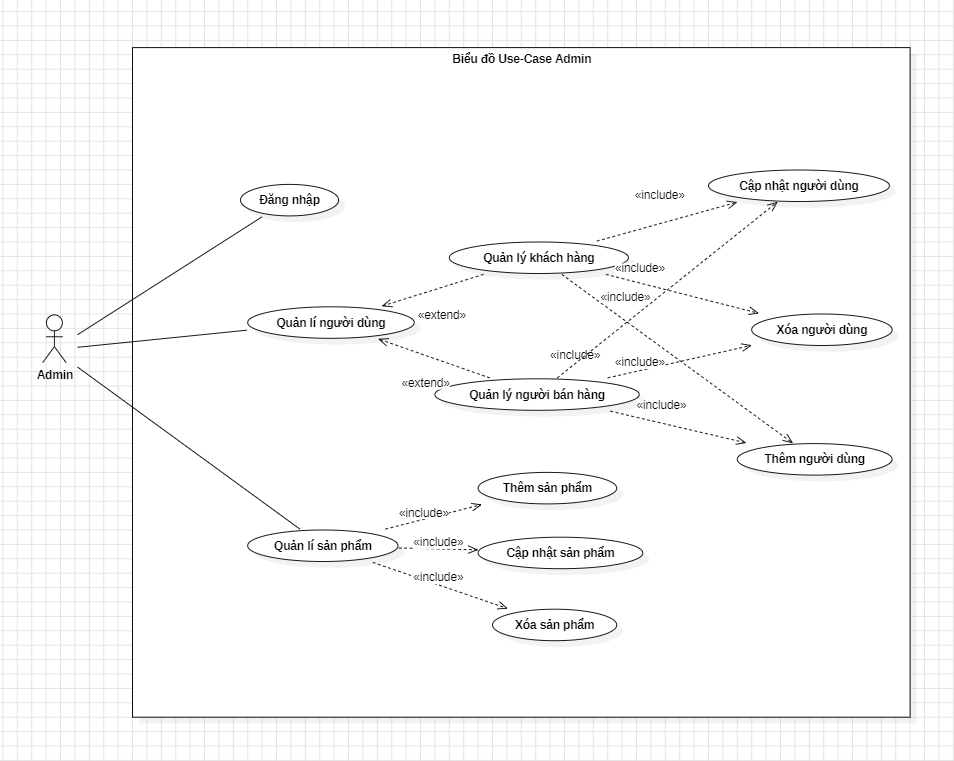 Biểu đồ Use-Case Admin
Đăng nhập
Cập nhật người dùng
«include»
Quản lý khách hàng
«include»
«include»
Quản lí người dùng
«extend»
Xóa người dùng
«include»
«include»
Admin
«extend»
Quản lý người bán hàng
«include»
Thêm người dùng
Thêm sản phẩm
«include»
Quản lí sản phẩm
«include»
Cập nhật sản phẩm
«include»
Xóa sản phẩm